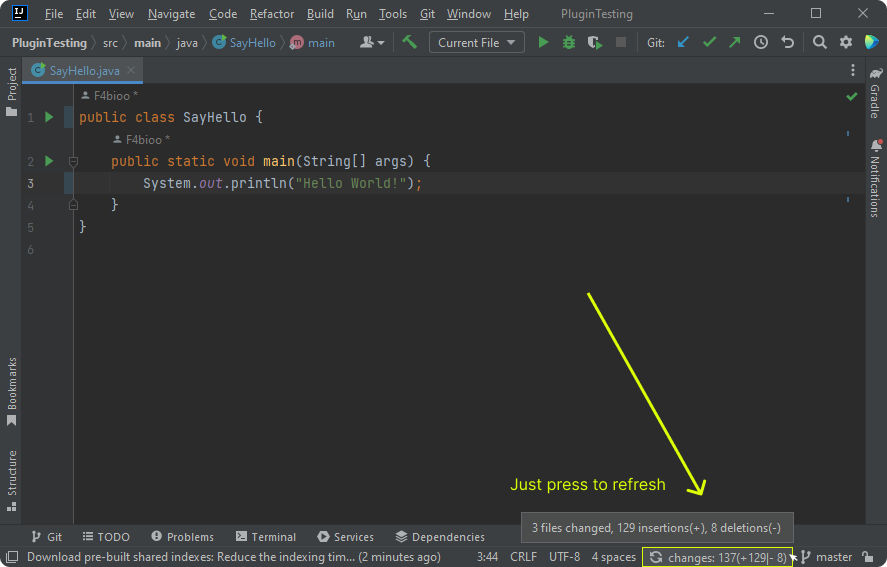 IJ File Edit View Navigate Code Refactor Build Run Tools Git Window Help PluginTesting
PluginTesting src main java SayHello main Current File Git:
SayHello.java
Project
Gradle
Notifications
Bookmarks
Structure
F4bioo *
1 public class SayHello {
F4bioo *
2 public static void main(String[] args) {
3 System.out.println("Hello World!");
4 }
5 }
6
Just press to refresh
3 files changed, 129 insertions(+), 8 deletions(-)
Git TODO Problems Terminal Services Dependencies
Download pre-built shared indexes: Reduce the indexing tim... (2 minutes ago) 3:44 CRLF UTF-8 4 spaces changes: 137(+129|- 8) master